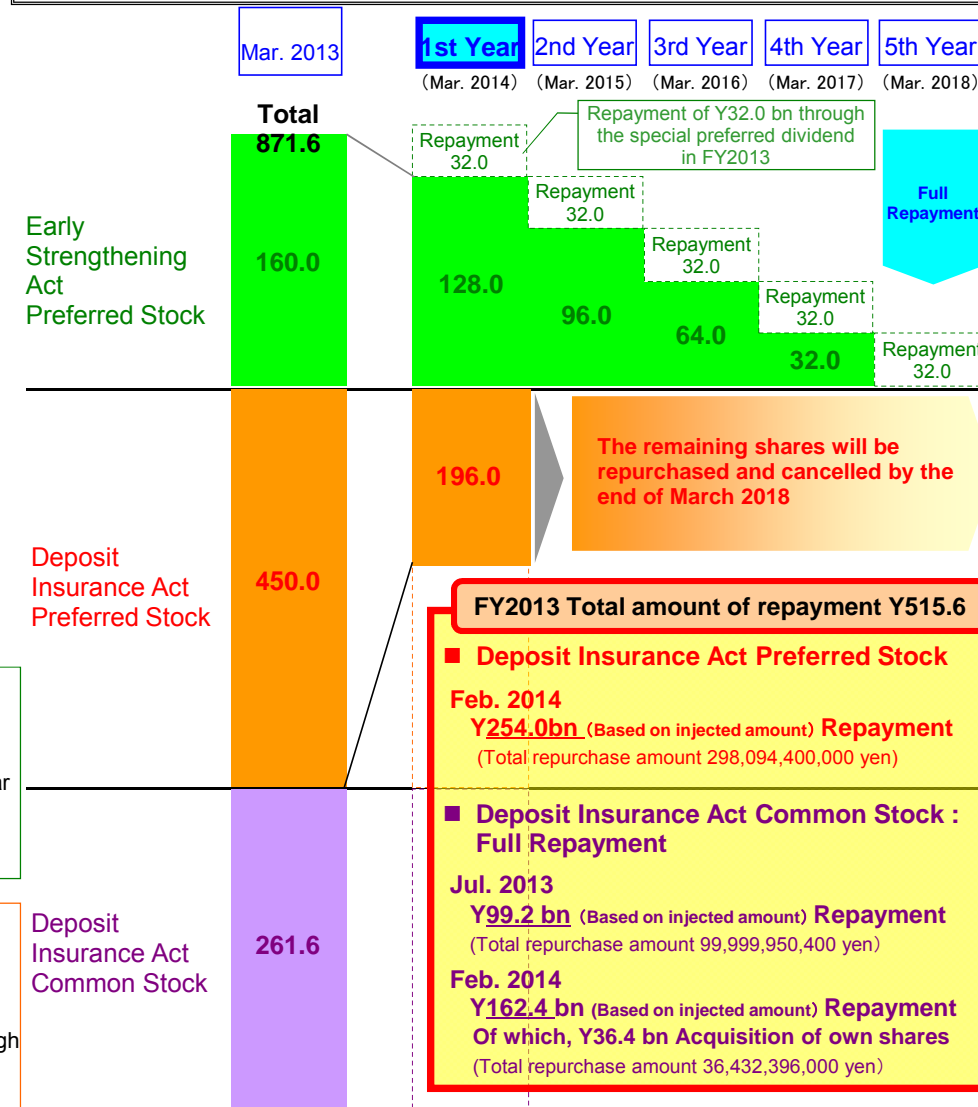 Mar. 2013
1st Year
2nd Year
3rd Year
4th Year
5th Year
(Mar. 2014)
(Mar. 2015)
(Mar. 2016)
(Mar. 2017)
(Mar. 2018)
Total
871.6
Repayment
32.0
Repayment of Y32.0 bn through
the special preferred dividend
in FY2013
Repayment
32.0
Repayment
32.0
Repayment
32.0
Repayment
32.0
Full
Repayment
Early
Strengthening
Act
Preferred Stock
160.0
128.0
96.0
64.0
32.0
196.0
The remaining shares will be
repurchased and cancelled by the
end of March 2018
Deposit
Insurance Act
Preferred Stock
450.0
FY2013 Total amount of repayment Y515.6
■ Deposit Insurance Act Preferred Stock
Feb. 2014
Y254.0bn (Based on injected amount) Repayment
(Total repurchase amount 298,094,400,000 yen)
■ Deposit Insurance Act Common Stock :
Full Repayment
Jul. 2013
Y99.2 bn (Based on injected amount) Repayment
(Total repurchase amount 99,999,950,400 yen)
Feb. 2014
Y162.4 bn (Based on injected amount) Repayment
Of which, Y36.4 bn Acquisition of own shares
(Total repurchase amount 36,432,396,000 yen)
Deposit
Insurance Act
Common Stock
261.6